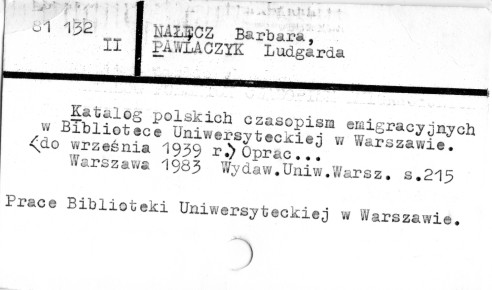 81 132
II
NAŁĘCZ Barbara,
PAWLACZYK Ludgarda
Katalog polskich czasopism emigracyjnych
w Bibliotece Uniwersyteckiej w Warszawie.
<do września 1939 r.> Oprac...
Warszawa 1983 Wydaw.Uniw.Warsz. s.215
Prace Biblioteki Uniwersyteckiej w Warszawie.